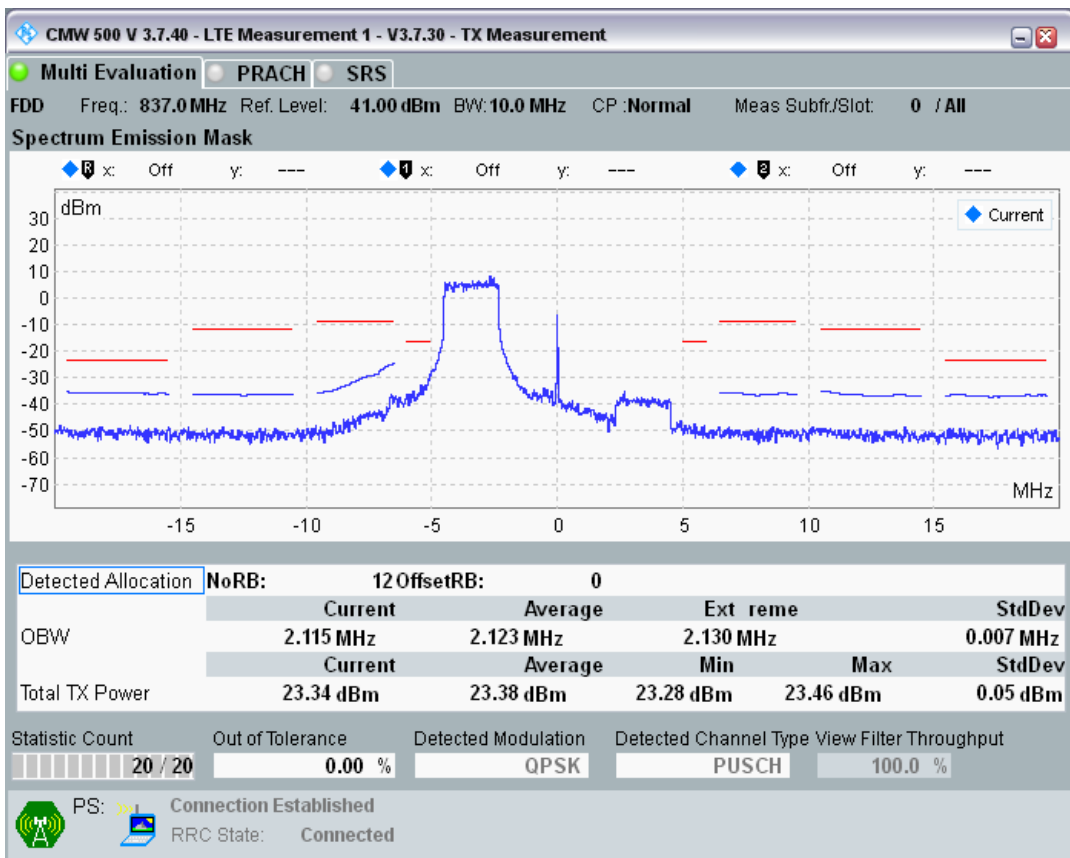 CMW 500 V 3.7.40 - LTE Measurement 1 - V3.7.30 - TX Measurement
Multi Evaluation PRACH SRS
FDD Freq.: 837.0 MHz Ref. Level: 41.00 dBm BW: 10.0 MHz CP :Normal Meas Subfr./Slot: 0 / All
Spectrum Emission Mask
R x: Off y: --- 1 x: Off y: --- 2 x: Off y: ---
dBm
Current
30
20
10
0
-10
-20
-30
-40
-50
-60
-70
MHz
-15 -10 -5 0 5 10 15
Detected Allocation NoRB: 12 OffsetRB: 0
Current Average Ext reme StdDev
OBW 2.115 MHz 2.123 MHz 2.130 MHz 0.007 MHz
Current Average Min Max StdDev
Total TX Power 23.34 dBm 23.38 dBm 23.28 dBm 23.46 dBm 0.05 dBm
Statistic Count Out of Tolerance Detected Modulation Detected Channel Type View Filter Throughput
20 / 20 0.00 % QPSK PUSCH 100.0 %
PS: Connection Established
RRC State: Connected